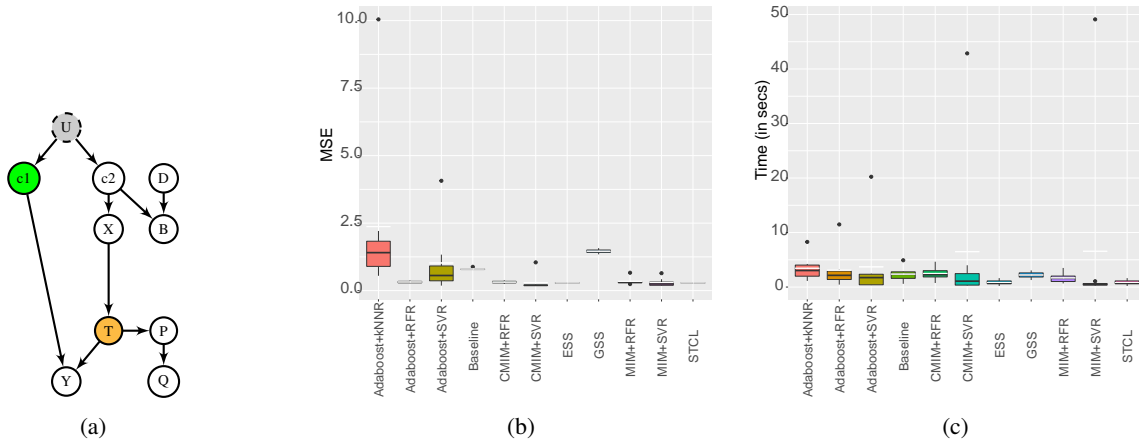 U
c1
c2
D
X
B
T
P
Y
Q
(a)
MSE
10.0
7.5
5.0
2.5
0.0
Adaboost+kNNR
Adaboost+RFR
Adaboost+SVR
Baseline
CMIM+RFR
CMIM+SVR
ESS
GSS
MIM+RFR
MIM+SVR
STCL
(b)
Time (in secs)
50
40
30
20
10
0
Adaboost+kNNR
Adaboost+RFR
Adaboost+SVR
Baseline
CMIM+RFR
CMIM+SVR
ESS
GSS
MIM+RFR
MIM+SVR
STCL
(c)